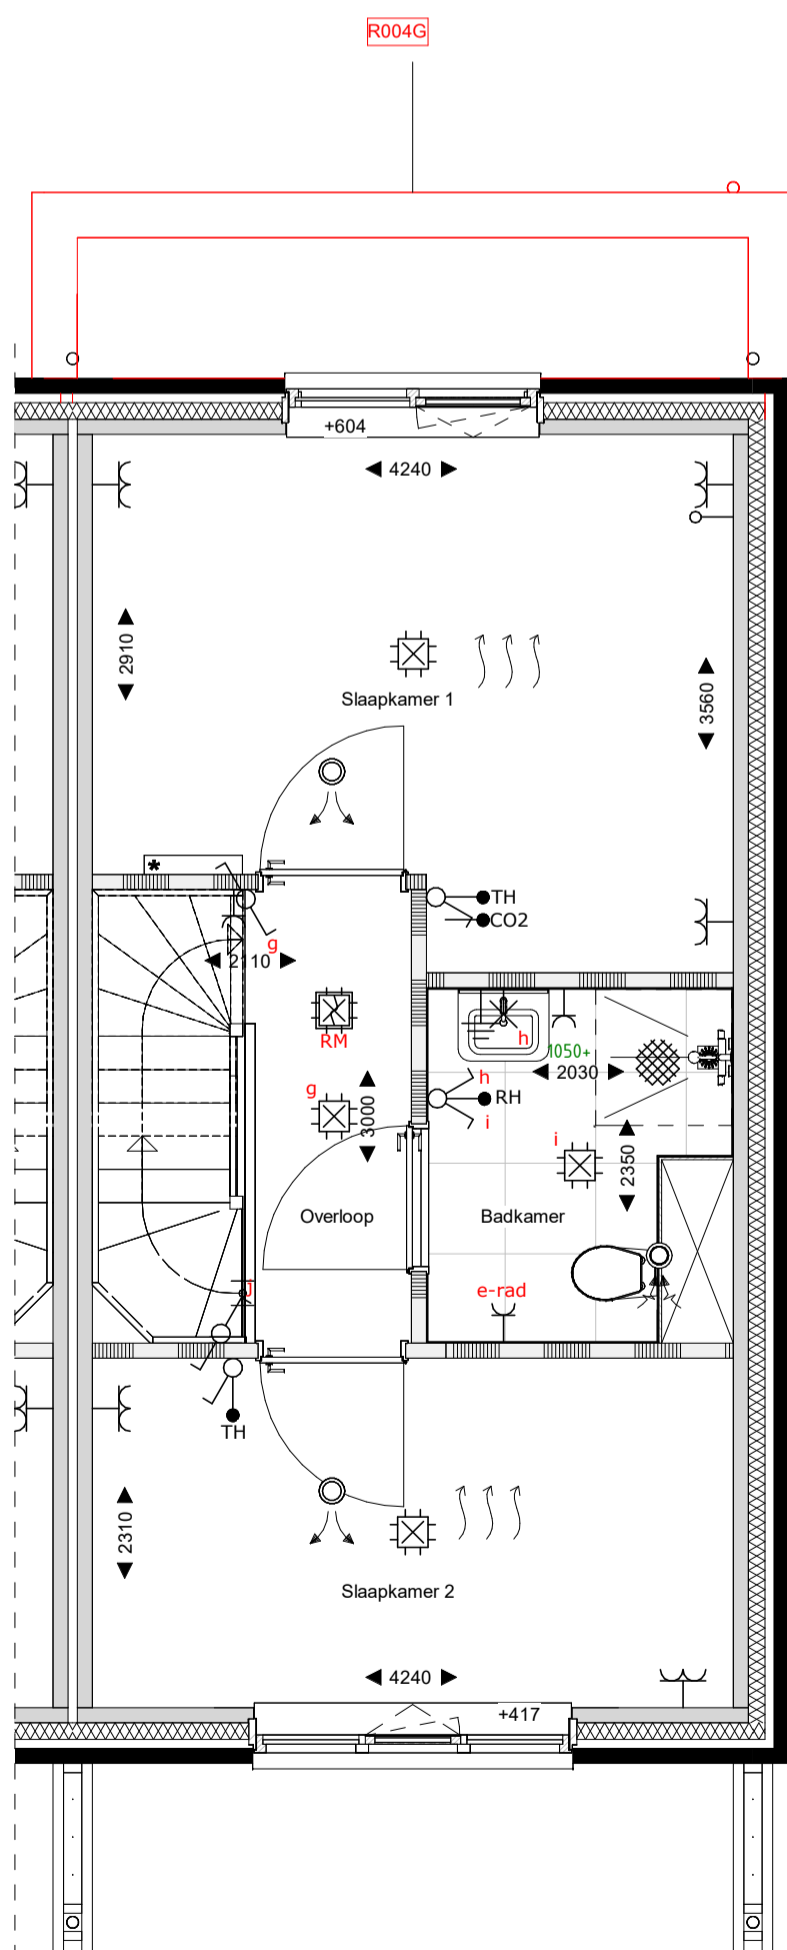 R004G
+604
4240
2910
3560
Slaapkamer 1
*
TH
CO2
g
2110
RM
h
1050+
2030
h
RH
i
g
3000
i
2350
Overloop
Badkamer
e-rad
j
TH
2310
Slaapkamer 2
4240
+417